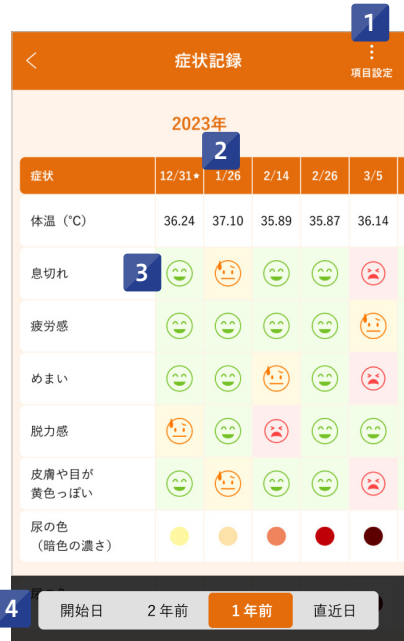 1
<
症状記録
項目設定
2023年
2
症状 12/31★ 1/26 2/14 2/26 3/5
体温（℃） 36.24 37.10 35.89 35.87 36.14
息切れ 3
疲労感
めまい
脱力感
皮膚や目が
黄色っぽい
尿の色
（暗色の濃さ）
4
開始日 2年前 1年前 直近日